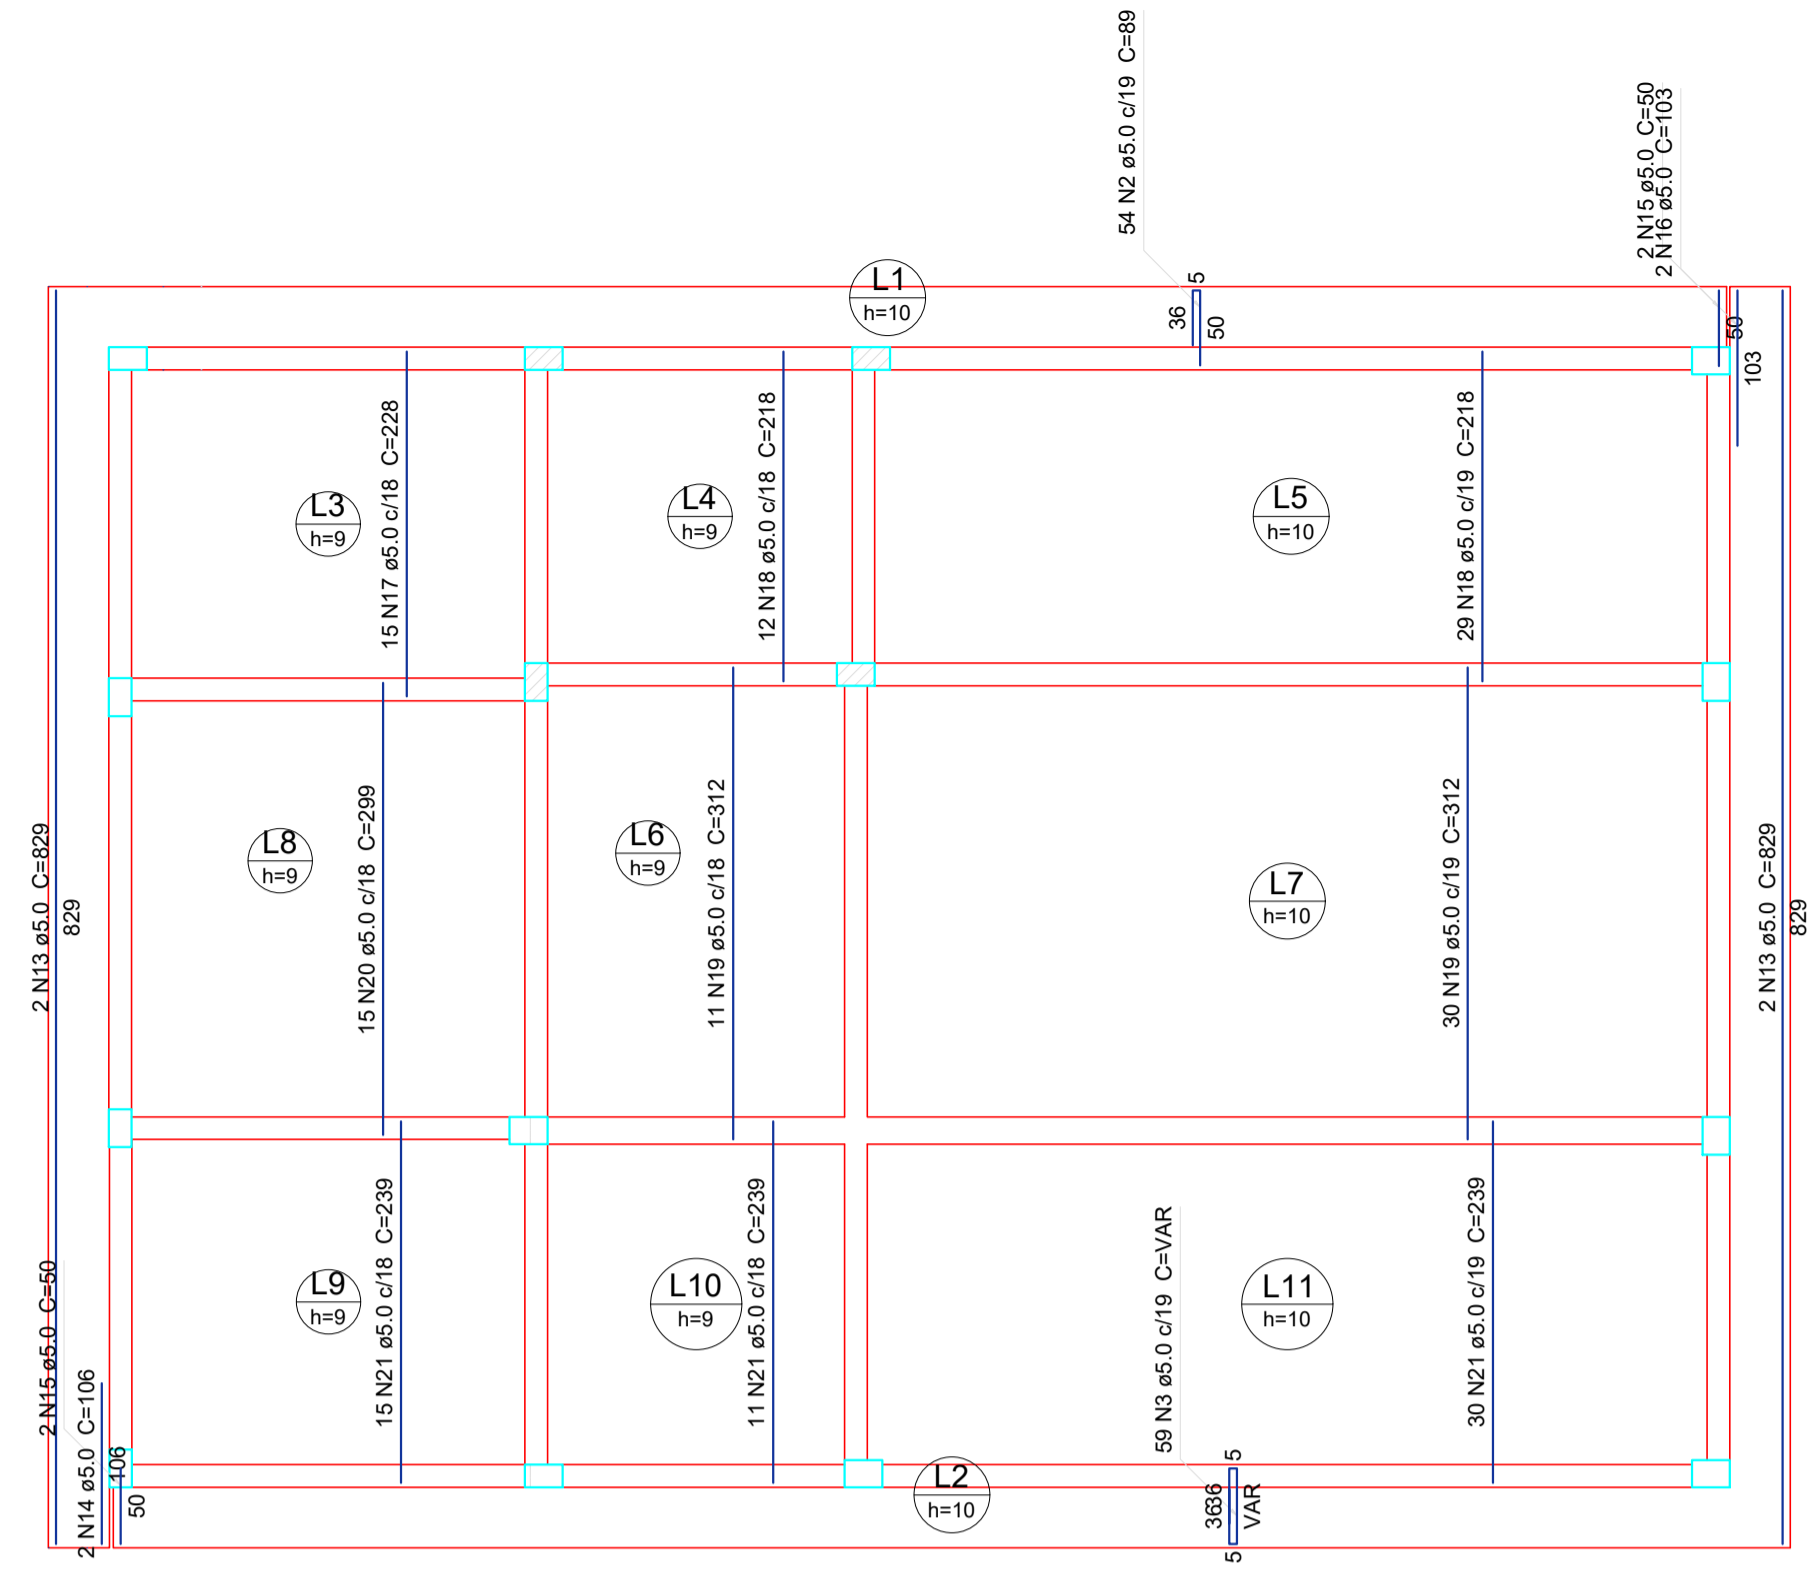 54 N2 ø5.0 c/19  C=89
2 N15 ø5.0  C=50
2 N16 ø5.0  C=103
5
36
50
L1
h=10
50
103
15 N17 ø5.0 c/18  C=228
12 N18 ø5.0 c/18  C=218
29 N18 ø5.0 c/19  C=218
L3
h=9
L4
h=9
L5
h=10
2 N13 ø5.0  C=829
829
15 N20 ø5.0 c/18  C=299
L8
h=9
L6
h=9
11 N19 ø5.0 c/18  C=312
L7
h=10
30 N19 ø5.0 c/19  C=312
2 N13 ø5.0  C=829
829
2 N15 ø5.0  C=50
2 N14 ø5.0  C=106
106
50
L9
h=9
15 N21 ø5.0 c/18  C=239
L10
h=9
11 N21 ø5.0 c/18  C=239
59 N3 ø5.0 c/19  C=VAR
L11
h=10
30 N21 ø5.0 c/19  C=239
L2
h=10
5
36
36
VAR
5